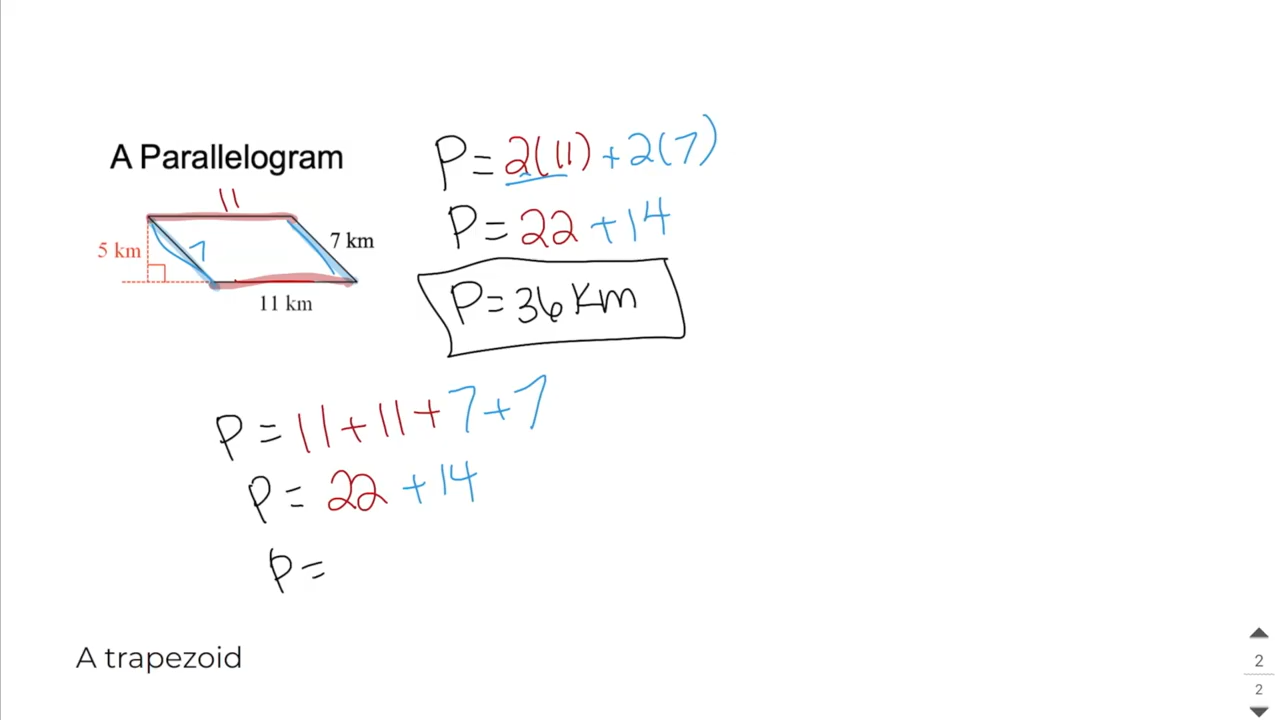 A Parallelogram
11
5 km
7
7 km
11 km
P = 2(11) + 2(7)
P = 22 + 14
P = 36 Km
P = 11 + 11 + 7 + 7
P = 22 + 14
P =
A trapezoid
2
2